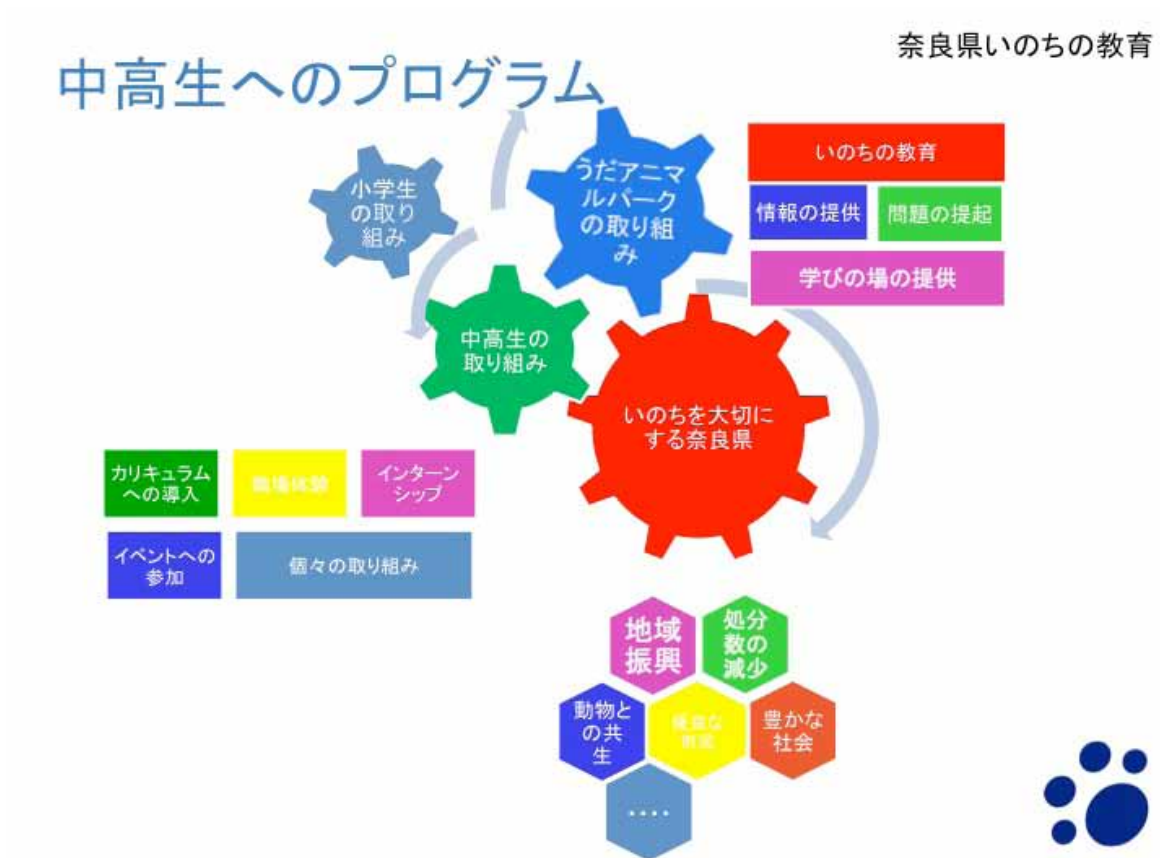 奈良県いのちの教育
中高生へのプログラム
小学生
の取り
組み
うだアニマ
ルパーク
の取り組
み
いのちの教育
情報の提供
問題の提起
学びの場の提供
中高生の
取り組み
いのちを大切に
する奈良県
カリキュラム
への導入
職場体験
インターン
シップ
イベントへの
参加
個々の取り組み
地域
振興
処分
数の
減少
動物と
の共
生
豊かな
社会
‥‥